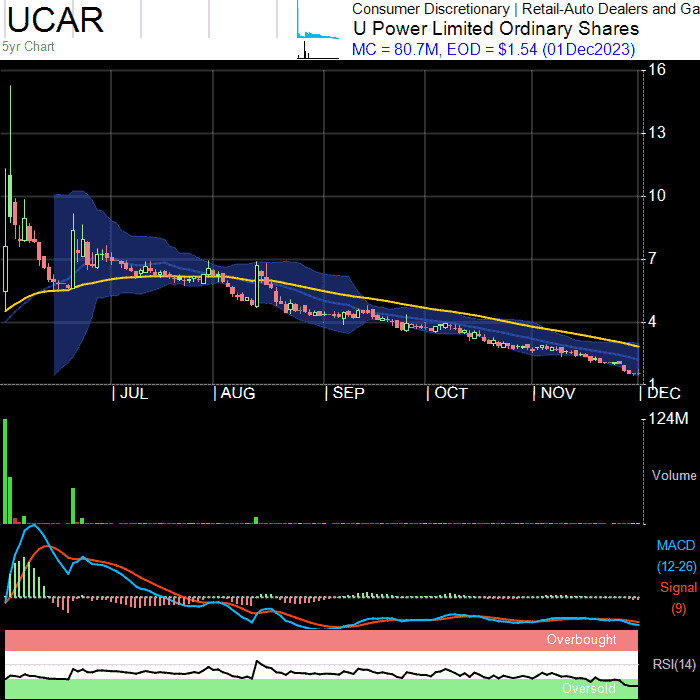 UCAR
5yr Chart
Consumer Discretionary | Retail-Auto Dealers and Ga
U Power Limited Ordinary Shares
MC = 80.7M, EOD = $1.54 (01Dec2023)
16
13
10
7
4
1
| JUL | AUG | SEP | OCT | NOV | DEC
124M
Volume
MACD
(12-26)
Signal
(9)
Overbought
RSI(14)
Oversold